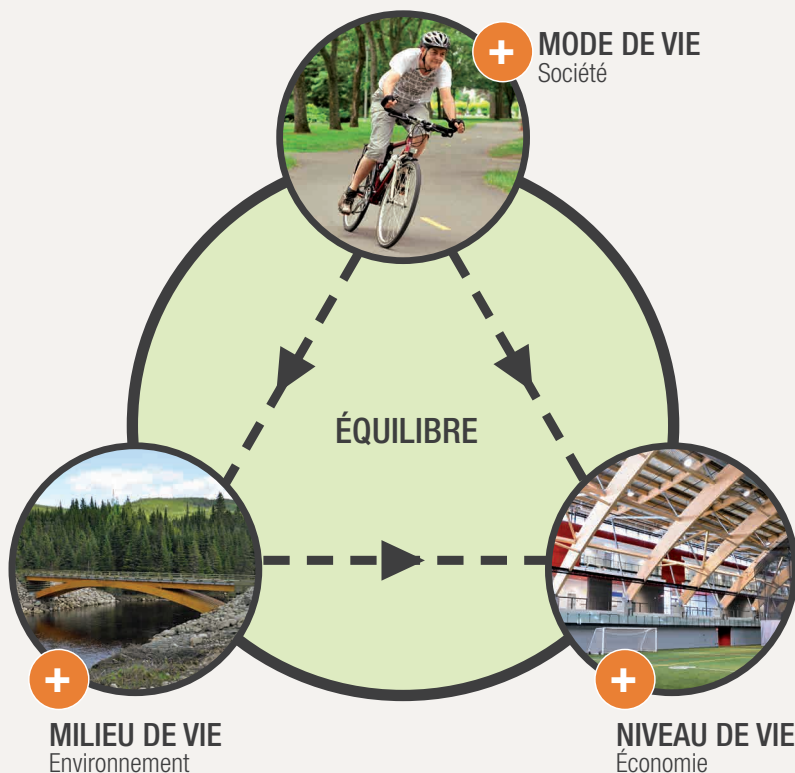 +
MODE DE VIE
Société
ÉQUILIBRE
+
MILIEU DE VIE
Environnement
+
NIVEAU DE VIE
Économie